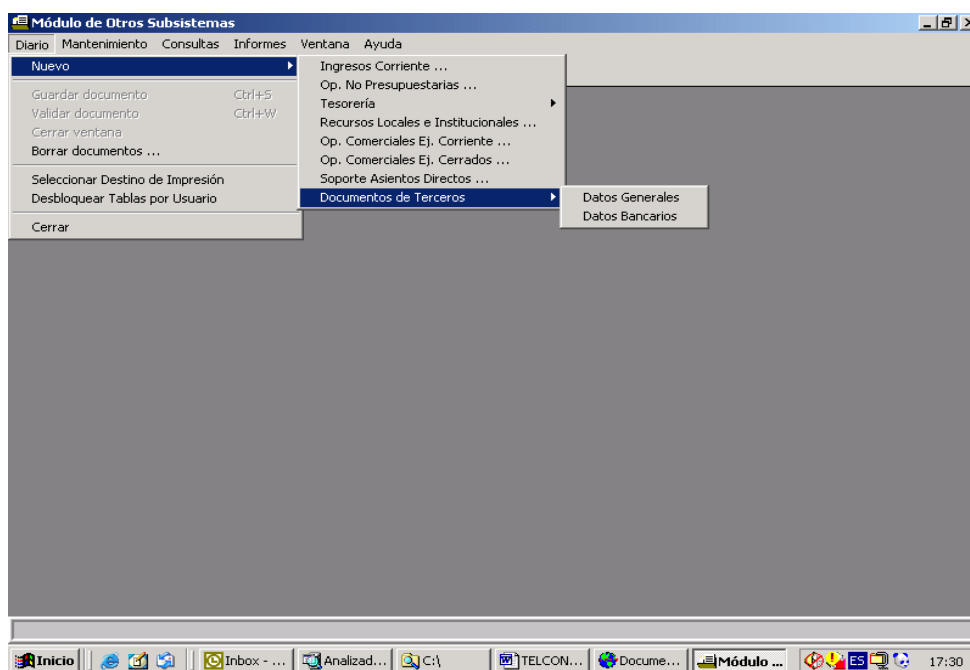 Módulo de Otros Subsistemas
Diario Mantenimiento Consultas Informes Ventana Ayuda
Nuevo
Guardar documento Ctrl+S
Validar documento Ctrl+W
Cerrar ventana
Borrar documentos ...
Seleccionar Destino de Impresión
Desbloquear Tablas por Usuario
Cerrar
Ingresos Corriente ...
Op. No Presupuestarias ...
Tesorería
Recursos Locales e Institucionales ...
Op. Comerciales Ej. Corriente ...
Op. Comerciales Ej. Cerrados ...
Soporte Asientos Directos ...
Documentos de Terceros
Datos Generales
Datos Bancarios
Inicio Inbox - ... Analizad... C:\ TELCON... Docume... Módulo ... ES 17:30